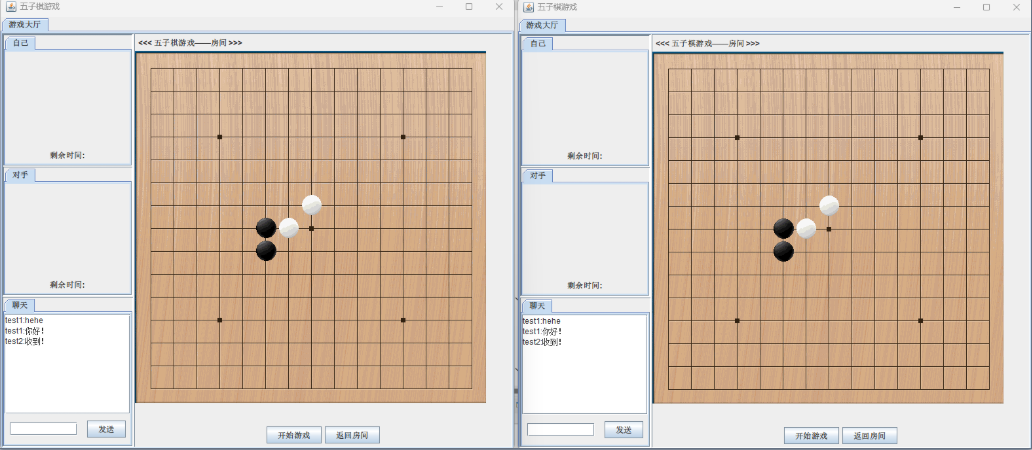 五子棋游戏
游戏大厅
自己
<<< 五子棋游戏——房间 >>>
剩余时间:
对手
剩余时间:
聊天
test1:hehe
test1:你好!
test2:收到!
发送
开始游戏 返回房间
五子棋游戏
游戏大厅
自己
<<< 五子棋游戏——房间 >>>
剩余时间:
对手
剩余时间:
聊天
test1:hehe
test1:你好!
test2:收到!
发送
开始游戏 返回房间